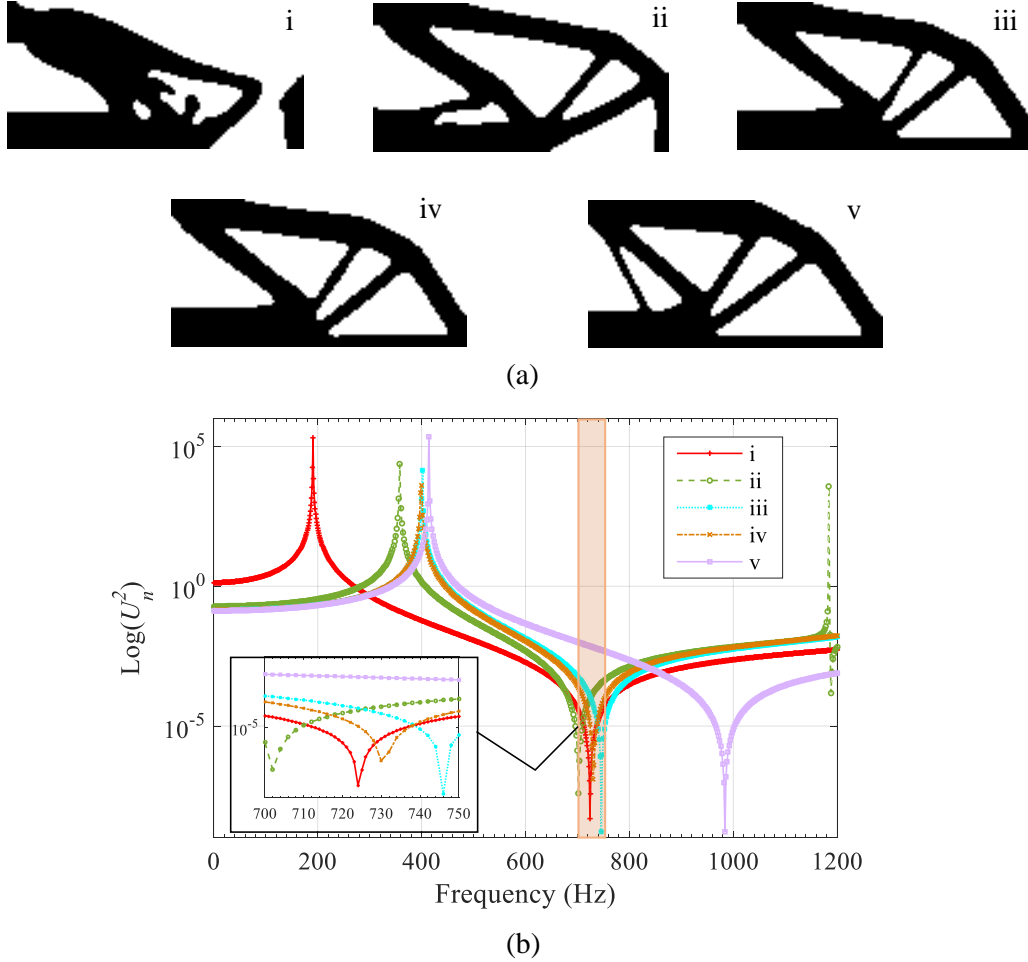 i
ii
iii
iv
v
(a)
Log(U_n^2)
10^5
10^0
10^-5
i
ii
iii
iv
v
10^-5
700 710 720 730 740 750
0 200 400 600 800 1000 1200
Frequency (Hz)
(b)